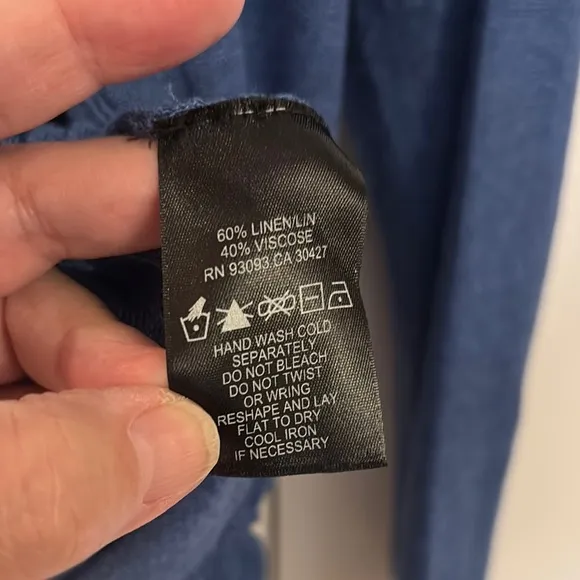 60% LINEN/LIN
40% VISCOSE
RN 93093 CA 30427
HAND WASH COLD
SEPARATELY
DO NOT BLEACH
DO NOT TWIST
OR WRING
RESHAPE AND LAY
FLAT TO DRY
COOL IRON
IF NECESSARY